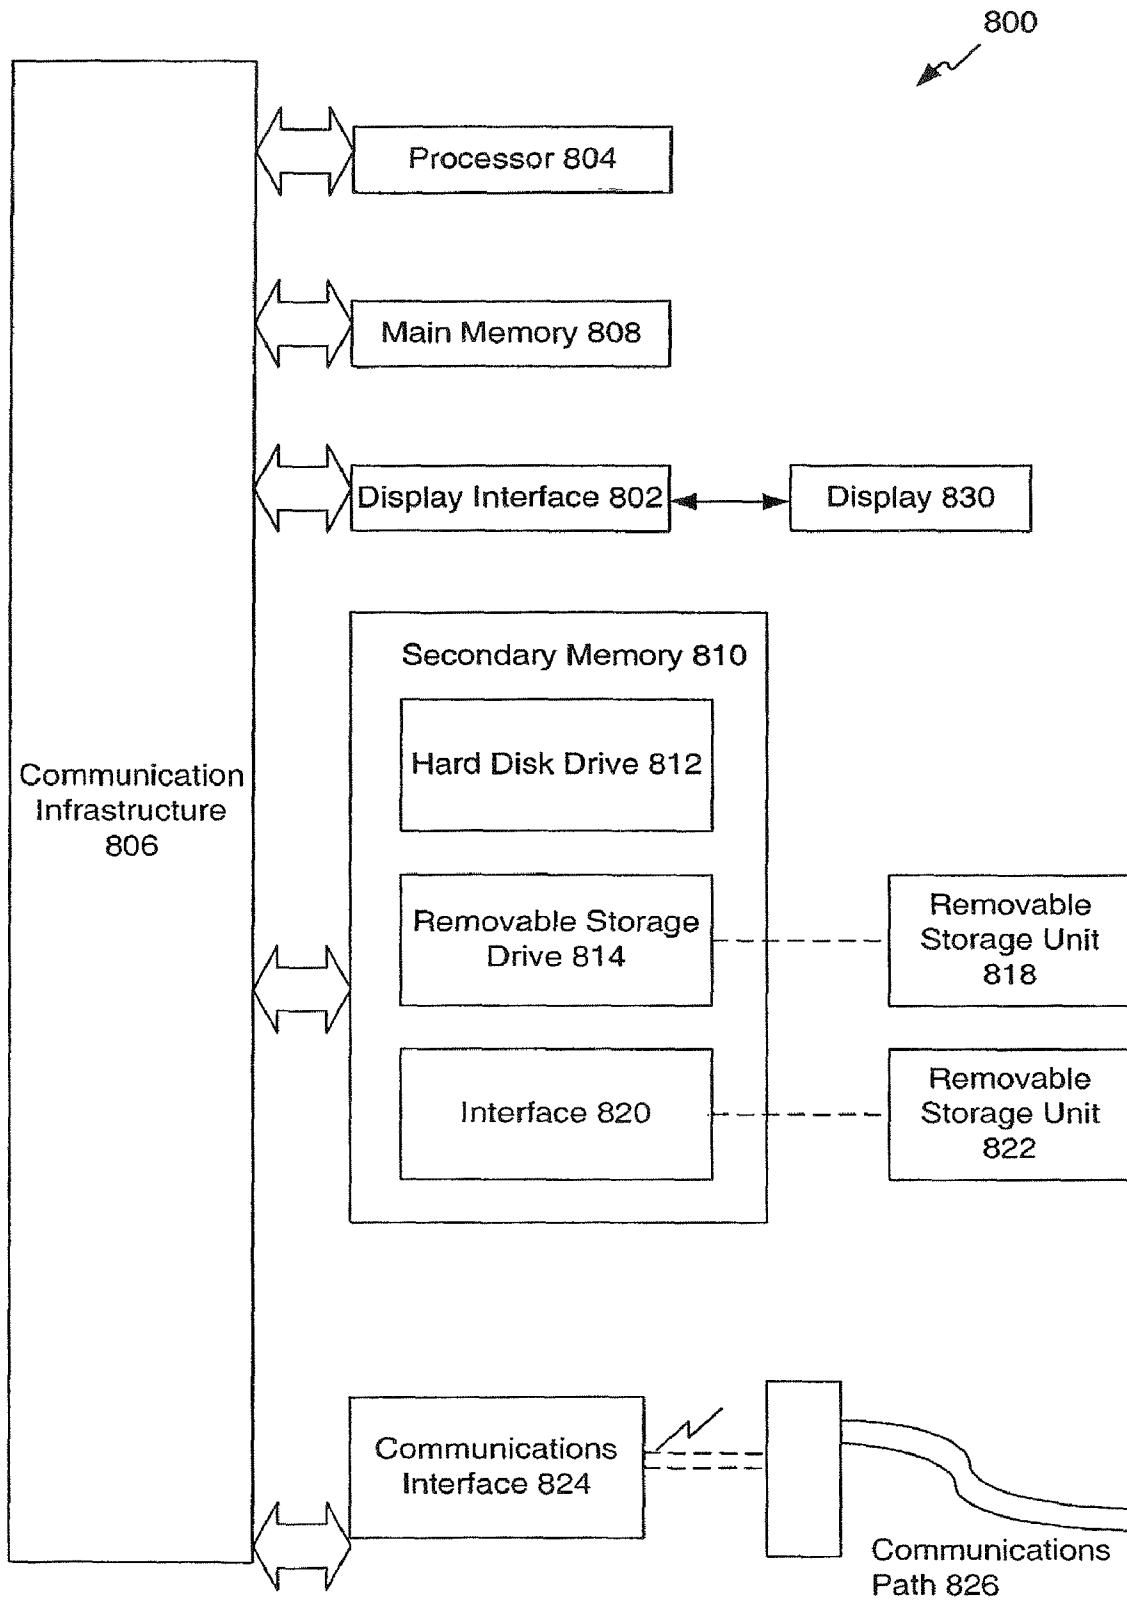 800
Processor 804
Main Memory 808
Display Interface 802
Display 830
Secondary Memory 810
Hard Disk Drive 812
Communication
Infrastructure
806
Removable Storage
Drive 814
Removable
Storage Unit
818
Interface 820
Removable
Storage Unit
822
Communications
Interface 824
Communications
Path 826